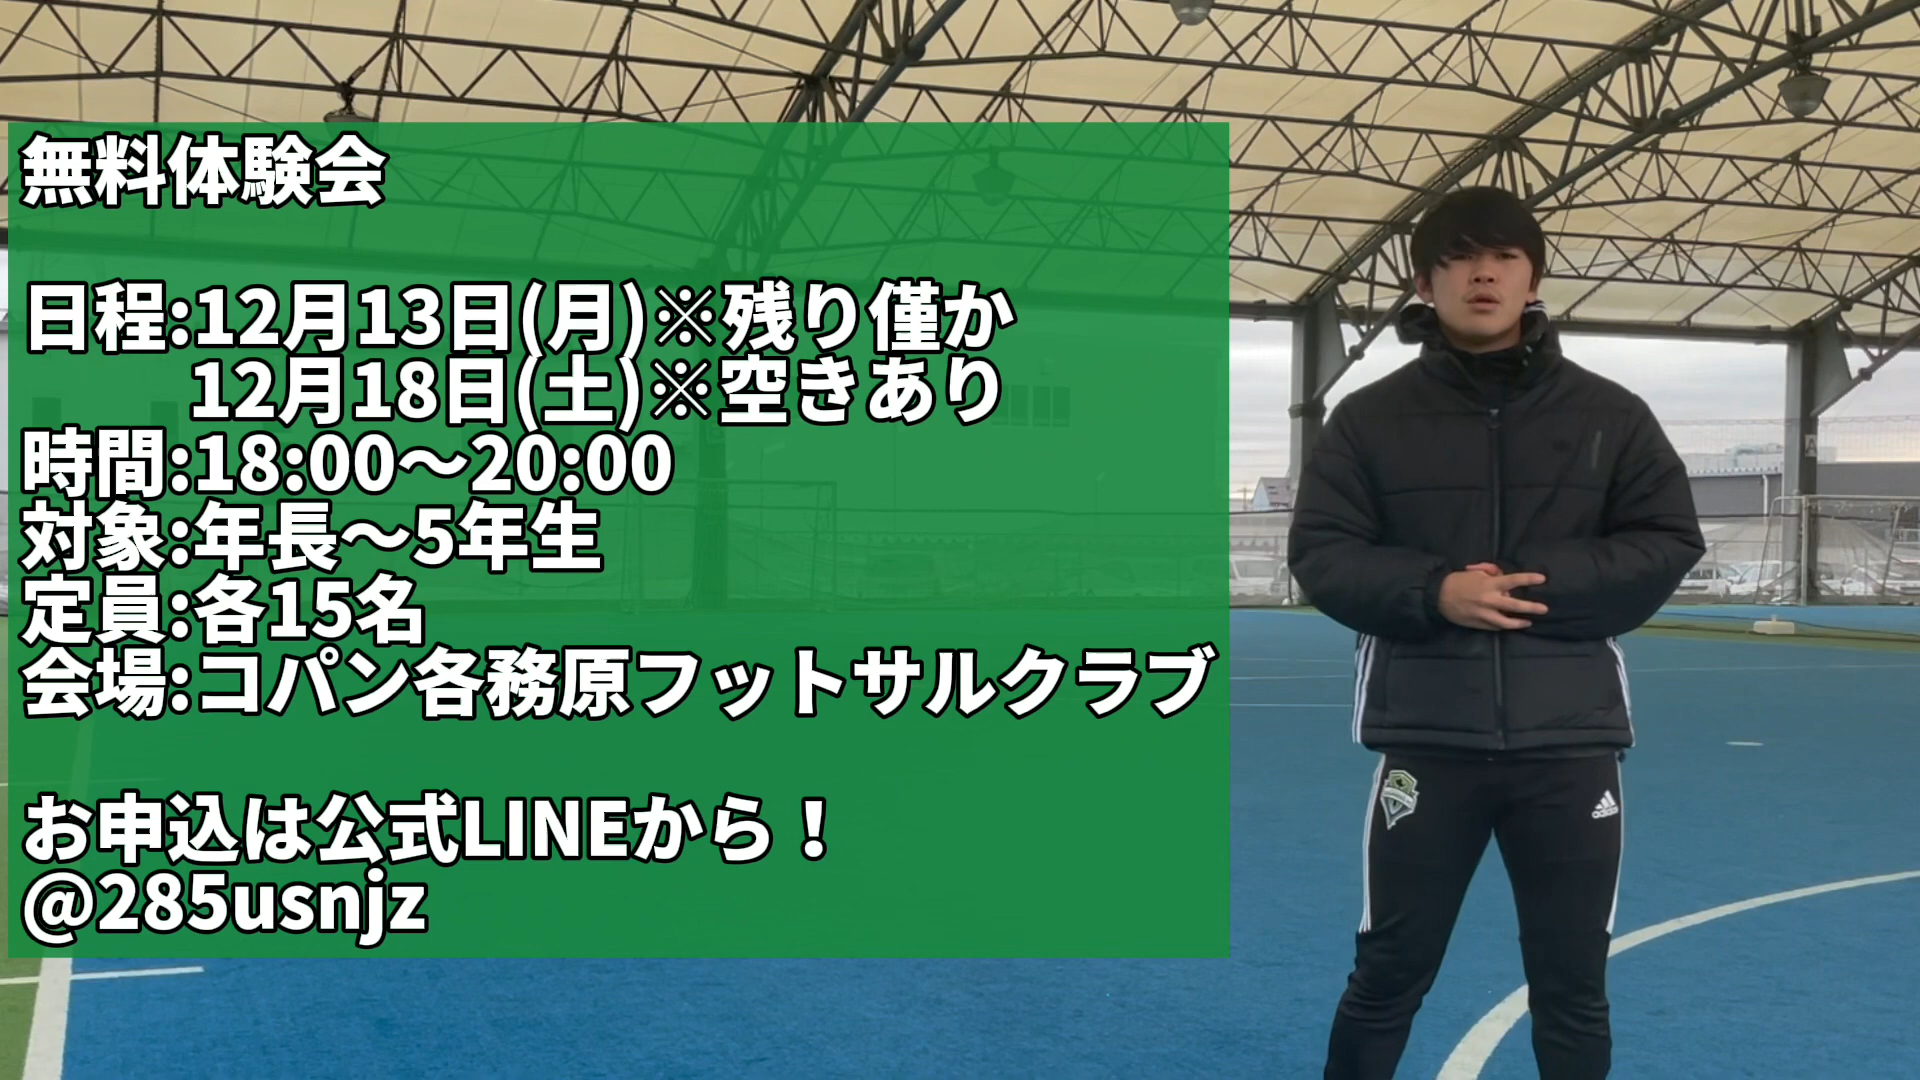 無料体験会
日程:12月13日(月)※残り僅か
12月18日(土)※空きあり
時間:18:00〜20:00
対象:年長〜5年生
定員:各15名
会場:コパン各務原フットサルクラブ
お申込は公式LINEから！
@285usnjz
adidas